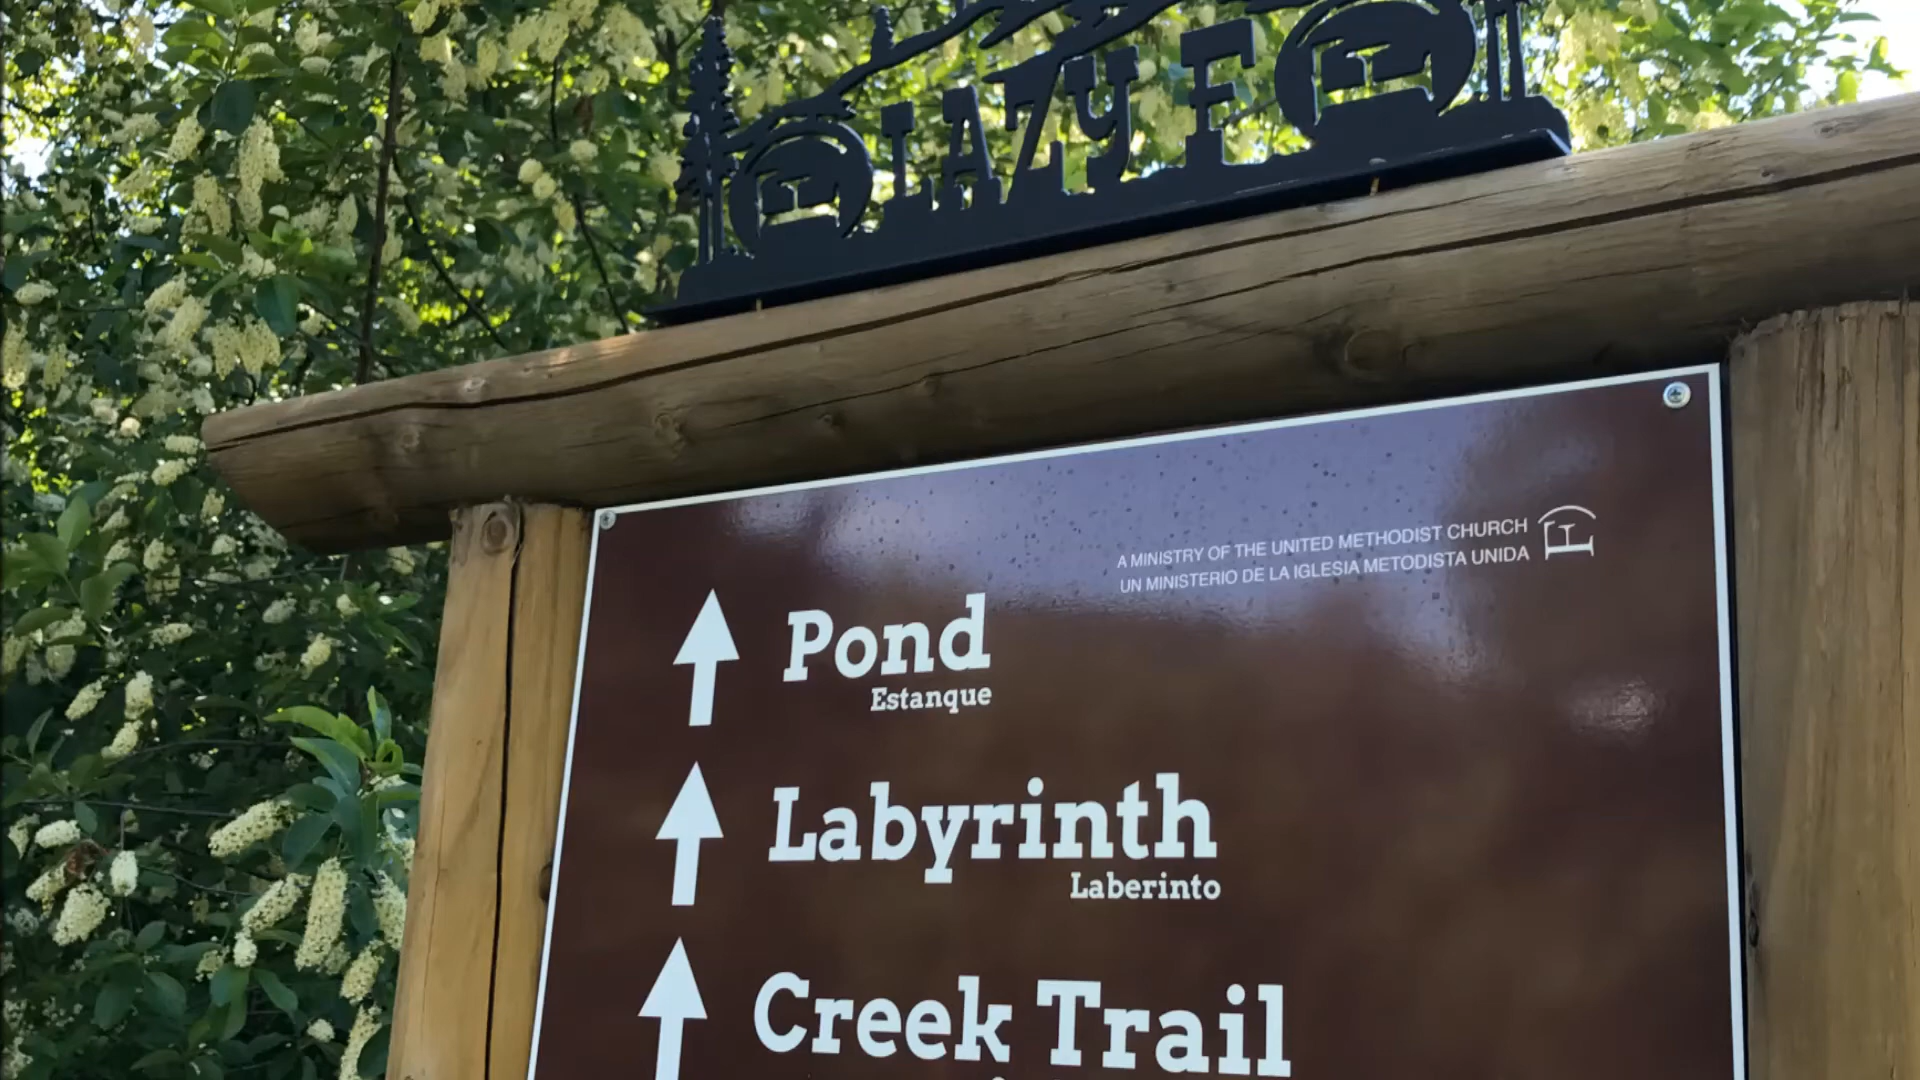 LAZY F
A MINISTRY OF THE UNITED METHODIST CHURCH
UN MINISTERIO DE LA IGLESIA METODISTA UNIDA
Pond
Estanque
Labyrinth
Laberinto
Creek Trail